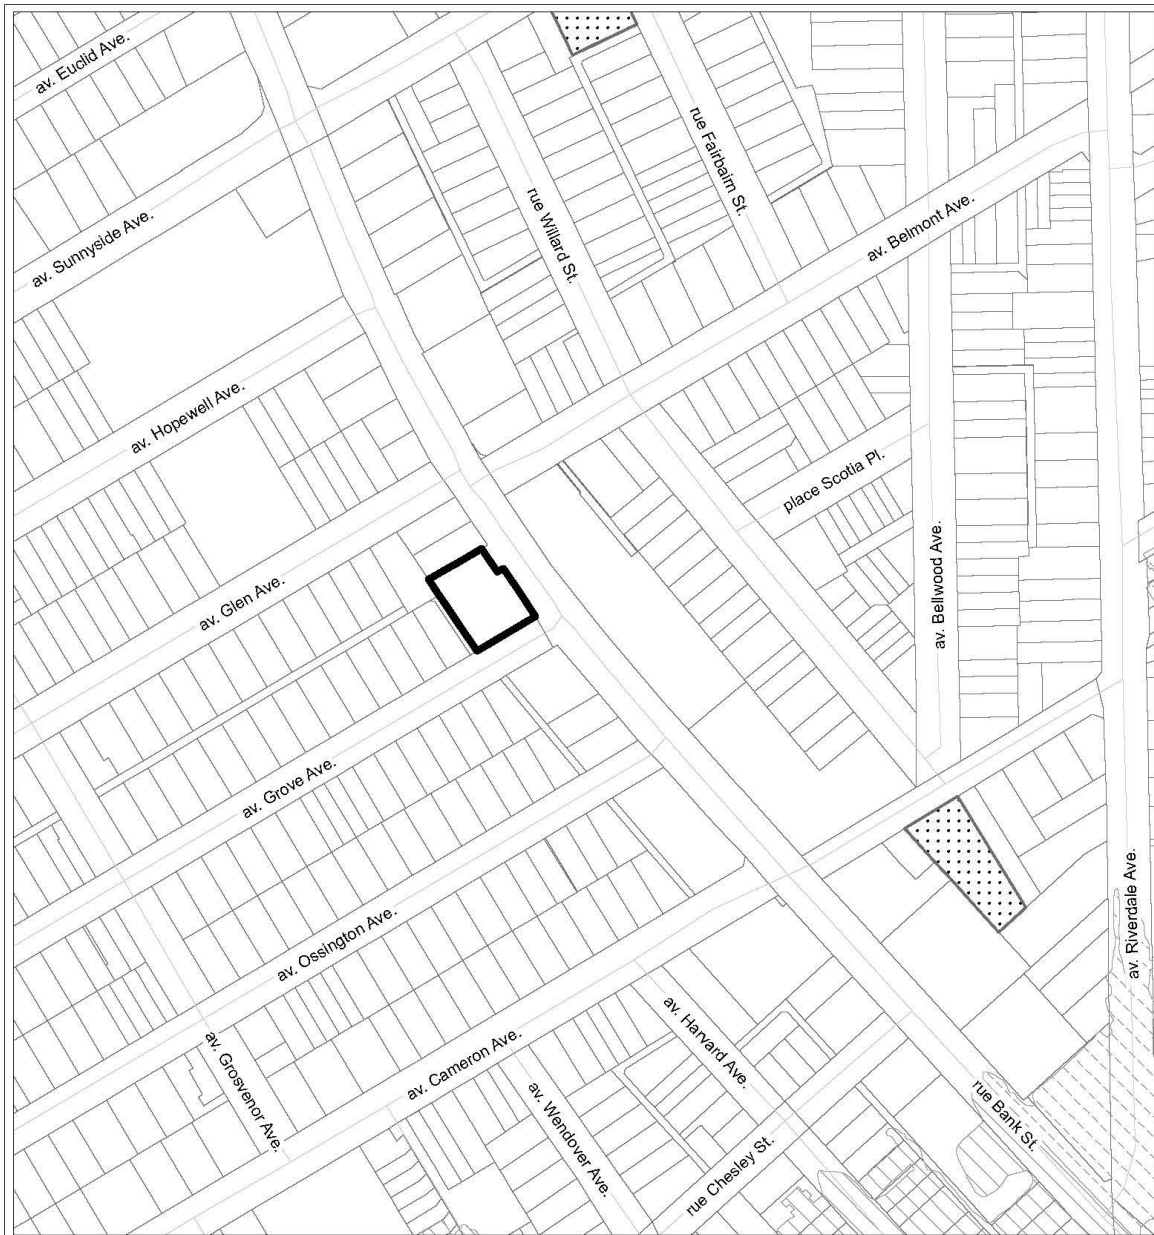 av. Euclid Ave.
rue Fairbairn St.
av. Sunnyside Ave.
rue Willard St.
av. Belmont Ave.
av. Hopewell Ave.
place Scotia Pl.
av. Glen Ave.
av. Bellwood Ave.
av. Grove Ave.
av. Ossington Ave.
av. Riverdale Ave.
av. Grosvenor Ave.
av. Cameron Ave.
av. Harvard Ave.
av. Wendover Ave.
rue Chesley St.
rue Bank St.